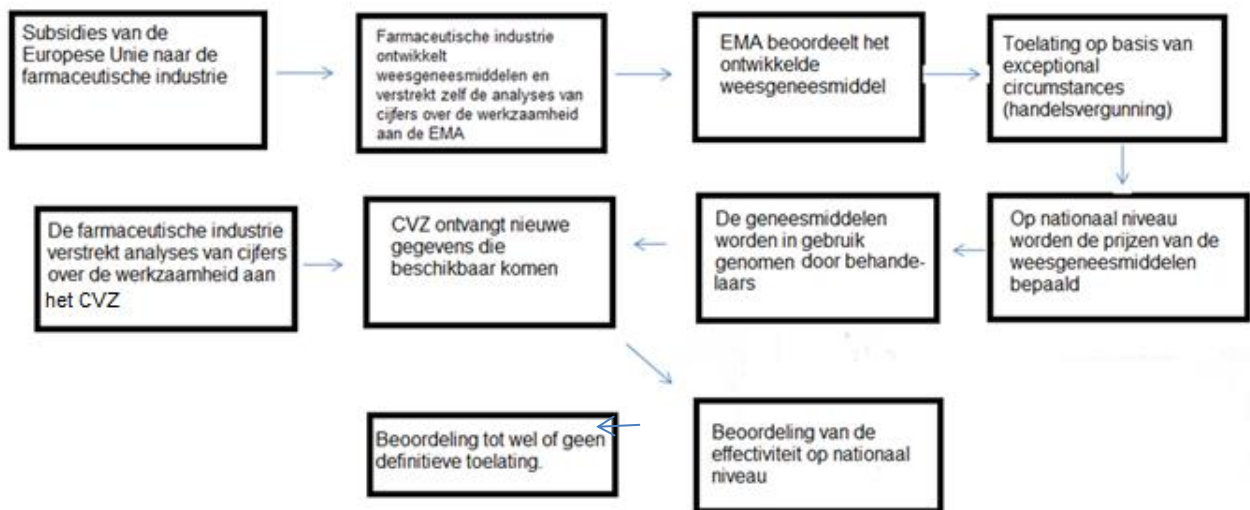 Subsidies van de
Europese Unie naar de
farmaceutische industrie
Farmaceutische industrie
ontwikkelt
weesgeneesmiddelen en
verstrekt zelf de analyses van
cijfers over de werkzaamheid
aan de EMA
EMA beoordeelt het
ontwikkelde
weesgeneesmiddel
Toelating op basis van
exceptional
circumstances
(handelsvergunning)
De farmaceutische industrie
verstrekt analyses van cijfers
over de werkzaamheid aan
het CVZ
CVZ ontvangt nieuwe
gegevens die
beschikbaar komen
De geneesmiddelen
worden in gebruik
genomen door behande-
laars
Op nationaal niveau
worden de prijzen van de
weesgeneesmiddelen
bepaald
Beoordeling tot wel of geen
definitieve toelating.
Beoordeling van de
effectiviteit op nationaal
niveau